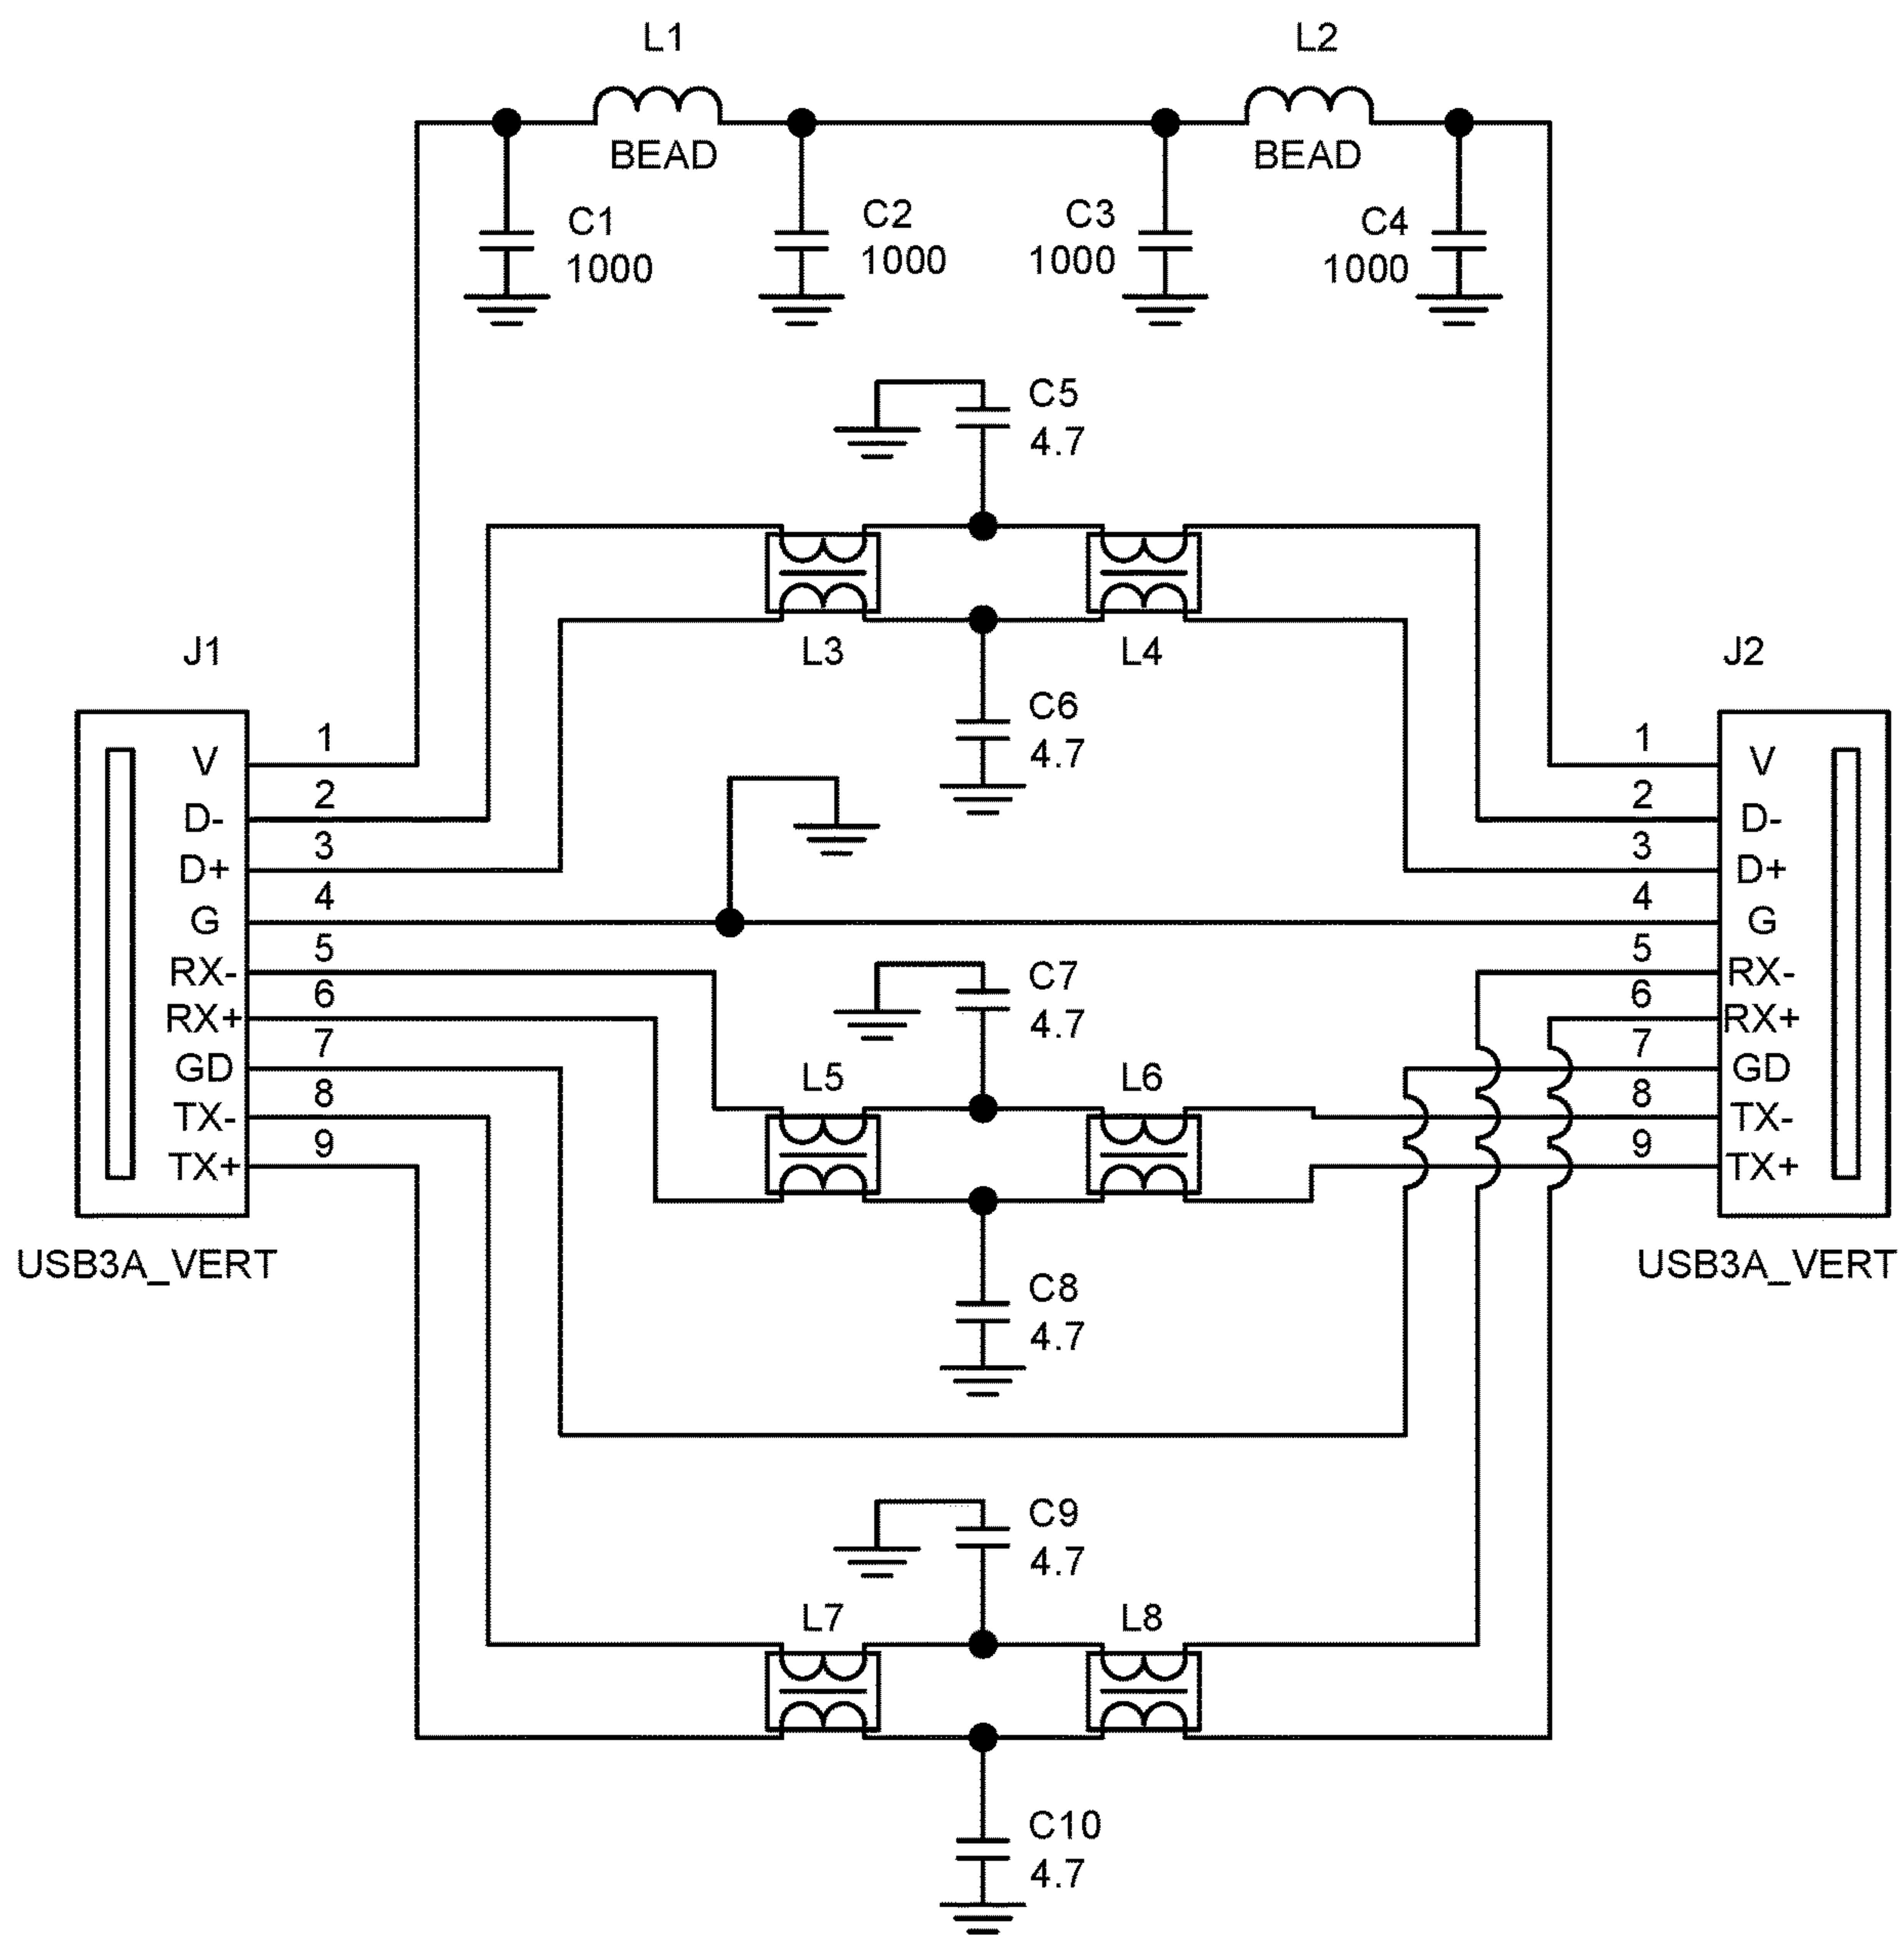 L1
L2
BEAD
BEAD
C1
1000
C2
1000
C3
1000
C4
1000
C5
4.7
L3
L4
C6
4.7
J1
J2
V
1
D-
2
D+
3
G
4
RX-
5
RX+
6
GD
7
TX-
8
TX+
9
USB3A_VERT
1
V
2
D-
3
D+
4
G
5
RX-
6
RX+
7
GD
8
TX-
9
TX+
USB3A_VERT
C7
4.7
L5
L6
C8
4.7
C9
4.7
L7
L8
C10
4.7